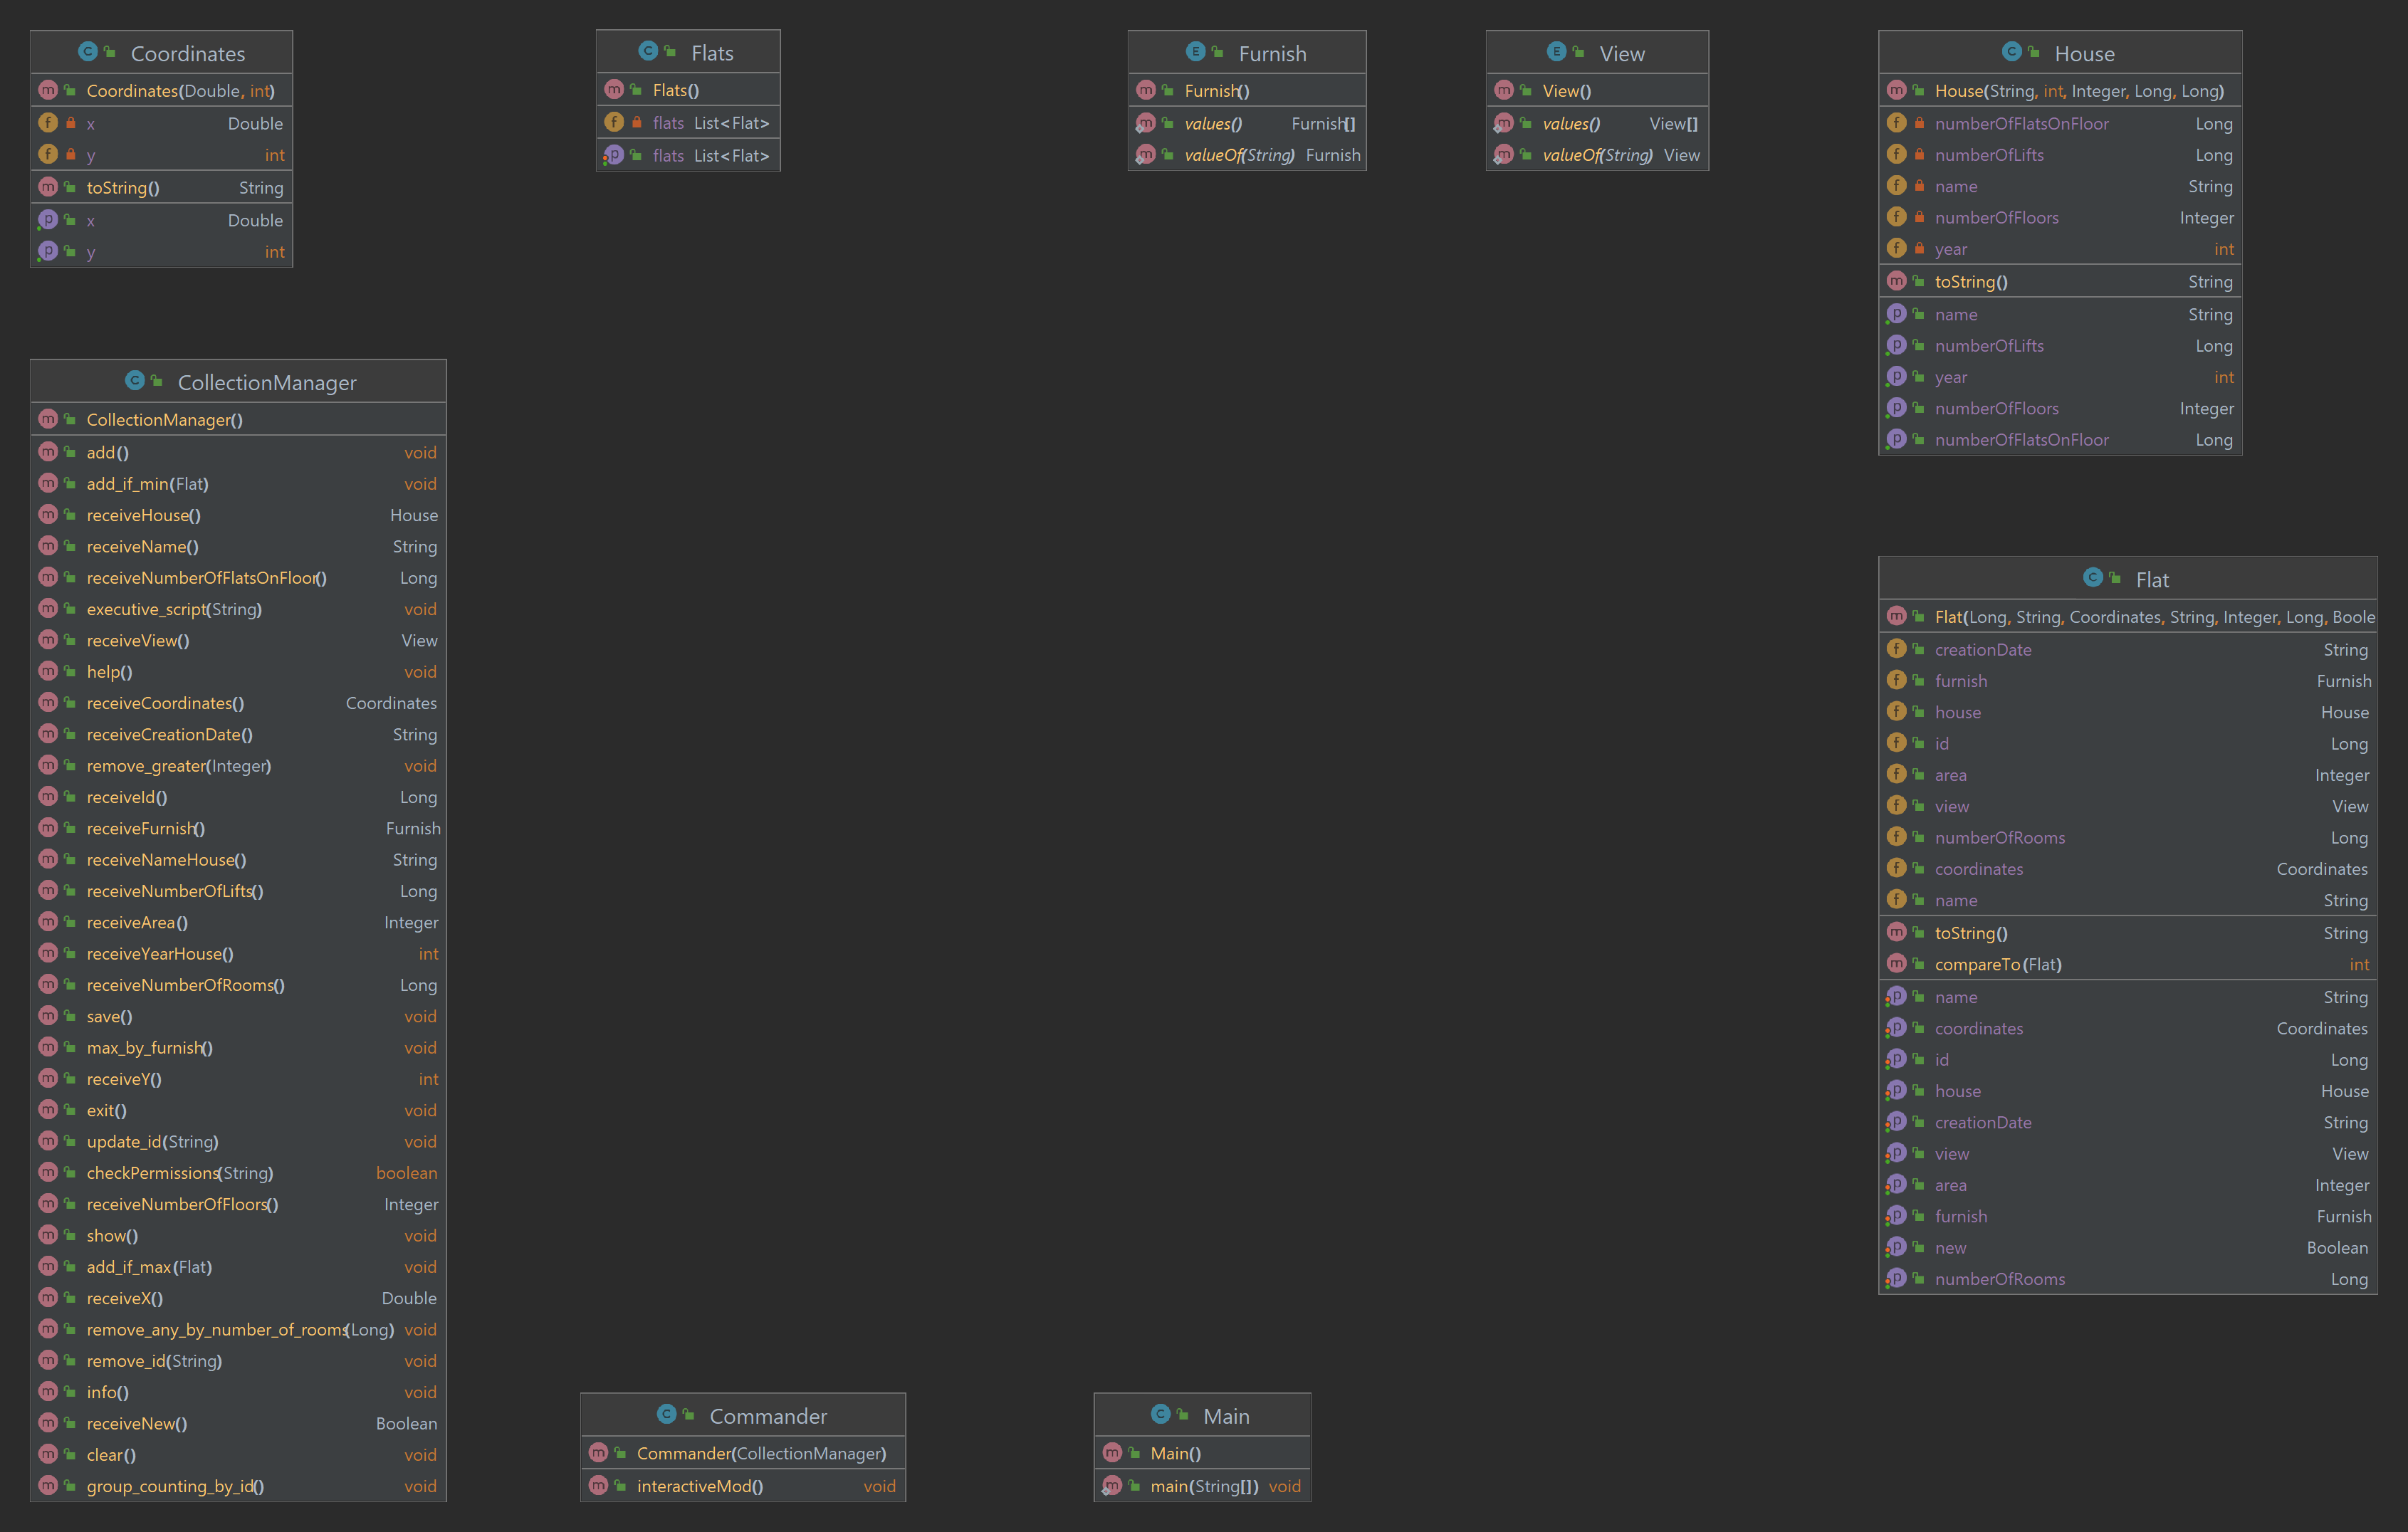 Coordinates
Coordinates(Double, int)
x Double
y int
toString() String
x Double
y int
Flats
Flats()
flats List<Flat>
flats List<Flat>
Furnish
Furnish()
values() Furnish[]
valueOf(String) Furnish
View
View()
values() View[]
valueOf(String) View
House
House(String, int, Integer, Long, Long)
numberOfFlatsOnFloor Long
numberOfLifts Long
name String
numberOfFloors Integer
year int
toString() String
name String
numberOfLifts Long
year int
numberOfFloors Integer
numberOfFlatsOnFloor Long
CollectionManager
CollectionManager()
add() void
add_if_min(Flat) void
receiveHouse() House
receiveName() String
receiveNumberOfFlatsOnFloor() Long
executive_script(String) void
receiveView() View
help() void
receiveCoordinates() Coordinates
receiveCreationDate() String
remove_greater(Integer) void
receiveId() Long
receiveFurnish() Furnish
receiveNameHouse() String
receiveNumberOfLifts() Long
receiveArea() Integer
receiveYearHouse() int
receiveNumberOfRooms() Long
save() void
max_by_furnish() void
receiveY() int
exit() void
update_id(String) void
checkPermissions(String) boolean
receiveNumberOfFloors() Integer
show() void
add_if_max(Flat) void
receiveX() Double
remove_any_by_number_of_rooms(Long) void
remove_id(String) void
info() void
receiveNew() Boolean
clear() void
group_counting_by_id() void
Flat
Flat(Long, String, Coordinates, String, Integer, Long, Boole
creationDate String
furnish Furnish
house House
id Long
area Integer
view View
numberOfRooms Long
coordinates Coordinates
name String
toString() String
compareTo(Flat) int
name String
coordinates Coordinates
id Long
house House
creationDate String
view View
area Integer
furnish Furnish
new Boolean
numberOfRooms Long
Commander
Commander(CollectionManager)
interactiveMod() void
Main
Main()
main(String[]) void